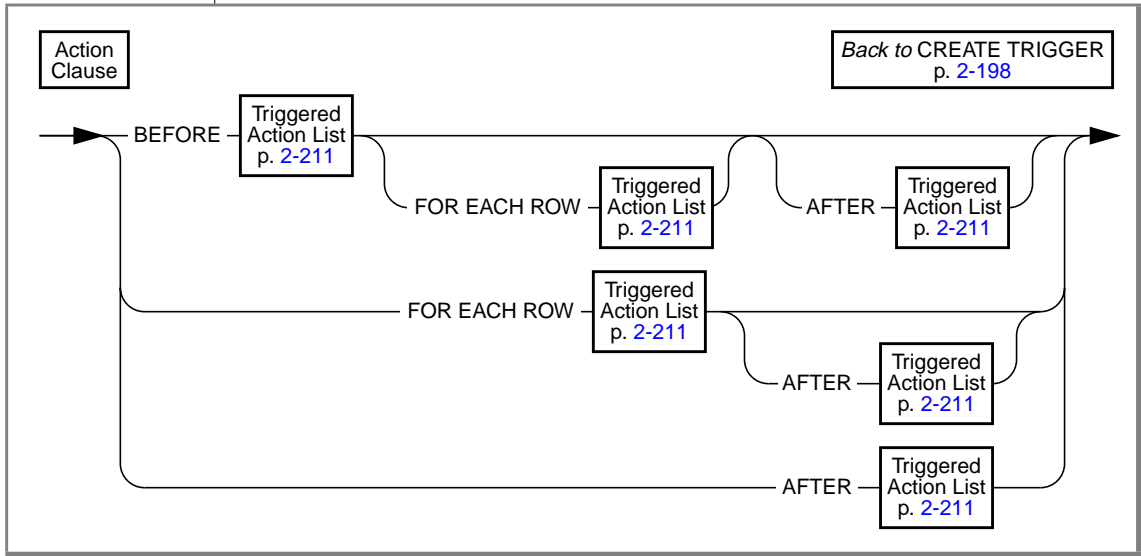 Action
Clause
Back to CREATE TRIGGER
p. 2-198
BEFORE
Triggered
Action List
p. 2-211
FOR EACH ROW
Triggered
Action List
p. 2-211
AFTER
Triggered
Action List
p. 2-211
FOR EACH ROW
Triggered
Action List
p. 2-211
AFTER
Triggered
Action List
p. 2-211
AFTER
Triggered
Action List
p. 2-211